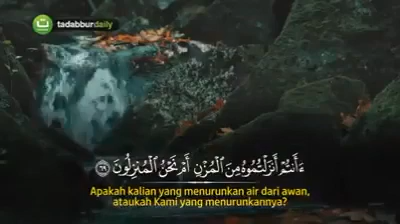 tadabburdaily
ءَأَنتُمْ أَنزَلْتُمُوهُ مِنَ الْمُزْنِ أَمْ نَحْنُ الْمُنزِلُونَ ٦٩
Apakah kalian yang menurunkan air dari awan,
ataukah Kami yang menurunkannya?